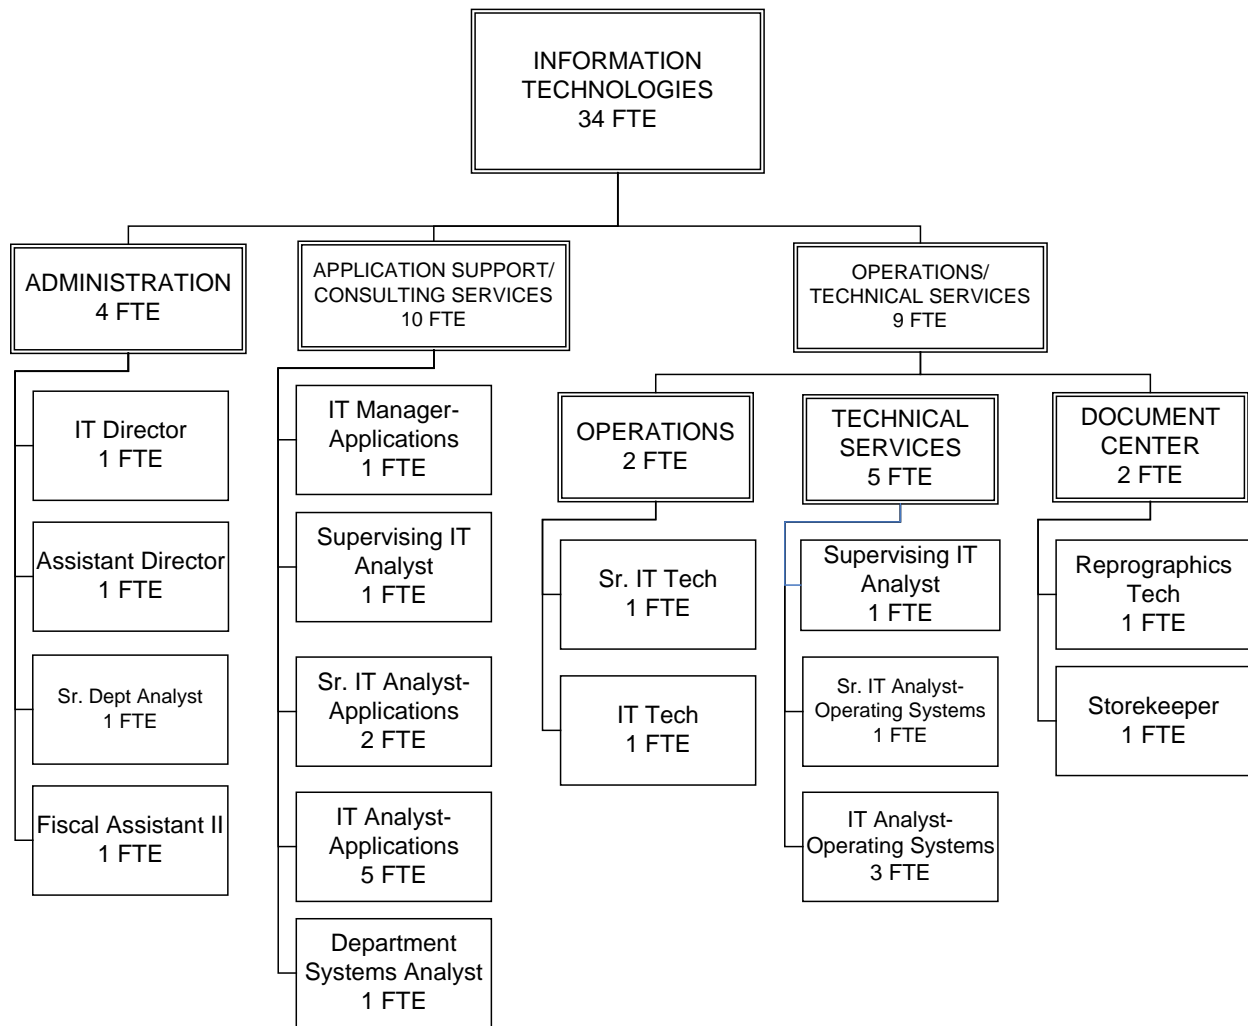 INFORMATION
TECHNOLOGIES
34 FTE
ADMINISTRATION
4 FTE
APPLICATION SUPPORT/
CONSULTING SERVICES
10 FTE
OPERATIONS/
TECHNICAL SERVICES
9 FTE
IT Director
1 FTE
Assistant Director
1 FTE
Sr. Dept Analyst
1 FTE
Fiscal Assistant II
1 FTE
IT Manager-
Applications
1 FTE
Supervising IT
Analyst
1 FTE
Sr. IT Analyst-
Applications
2 FTE
IT Analyst-
Applications
5 FTE
Department
Systems Analyst
1 FTE
OPERATIONS
2 FTE
Sr. IT Tech
1 FTE
IT Tech
1 FTE
TECHNICAL
SERVICES
5 FTE
Supervising IT
Analyst
1 FTE
Sr. IT Analyst-
Operating Systems
1 FTE
IT Analyst-
Operating Systems
3 FTE
DOCUMENT
CENTER
2 FTE
Reprographics
Tech
1 FTE
Storekeeper
1 FTE